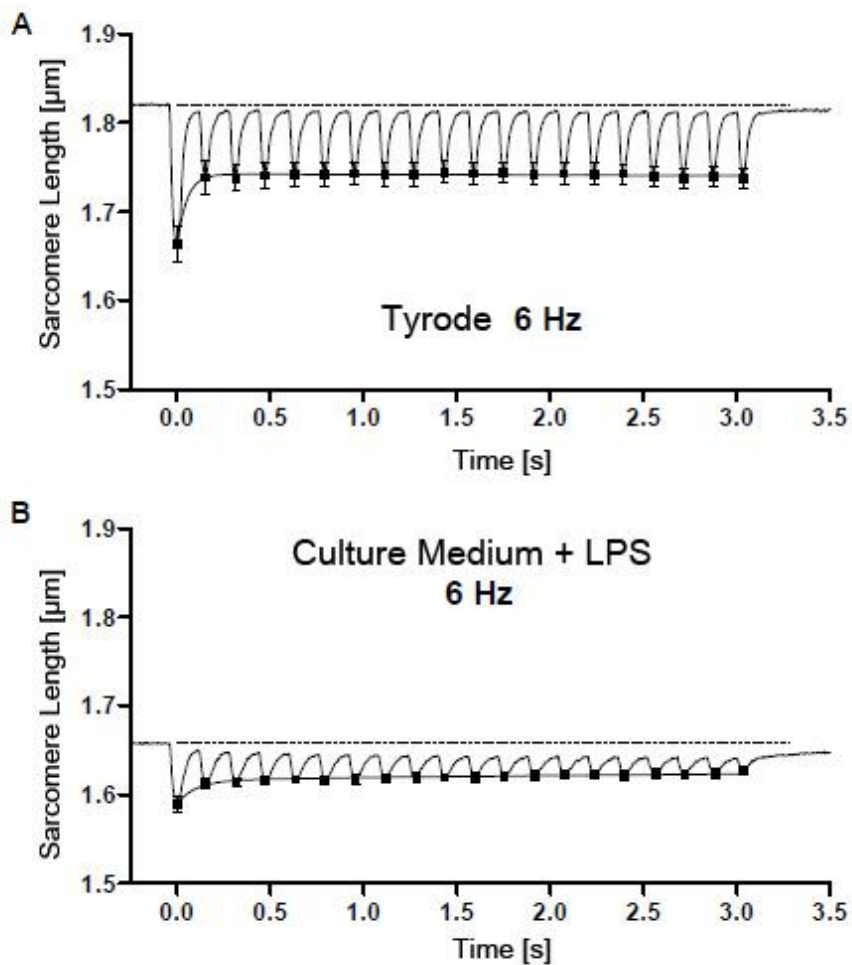 A
Sarcomere Length [µm]
1.9
1.8
1.7
1.6
1.5
Tyrode 6 Hz
0.0 0.5 1.0 1.5 2.0 2.5 3.0 3.5
Time [s]
B
Sarcomere Length [µm]
1.9
1.8
1.7
1.6
1.5
Culture Medium + LPS
6 Hz
0.0 0.5 1.0 1.5 2.0 2.5 3.0 3.5
Time [s]